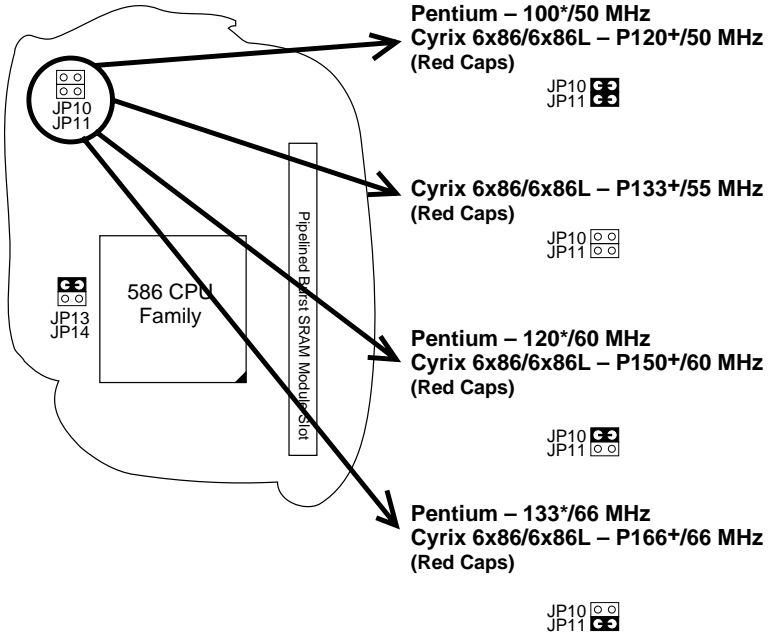 Pentium – 100*/50 MHz
Cyrix 6x86/6x86L – P120+/50 MHz
(Red Caps)
JP10
JP11
JP10
JP11
Cyrix 6x86/6x86L – P133+/55 MHz
(Red Caps)
JP10
JP11
Pipelined Burst SRAM Module Slot
586 CPU
Family
JP13
JP14
Pentium – 120*/60 MHz
Cyrix 6x86/6x86L – P150+/60 MHz
(Red Caps)
JP10
JP11
Pentium – 133*/66 MHz
Cyrix 6x86/6x86L – P166+/66 MHz
(Red Caps)
JP10
JP11